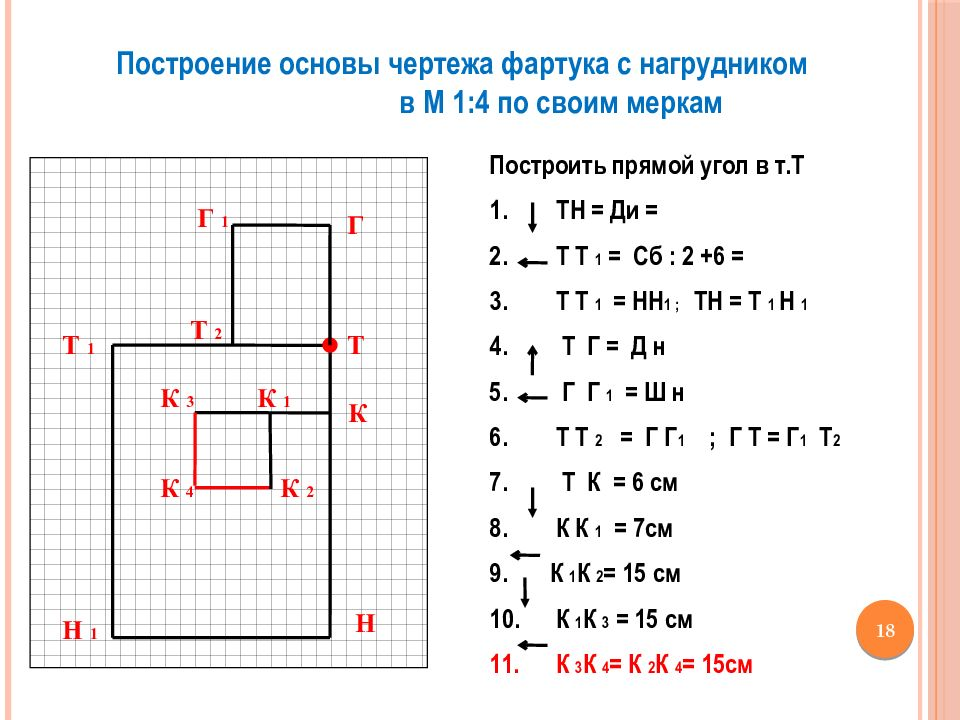 Построение основы чертежа фартука с нагрудником
в М 1:4 по своим меркам
Г 1
Г
Т 2
Т 1
Т
К 3
К 1
К
К 4
К 2
Н 1
Н
Построить прямой угол в т.Т
1. ТН = Ди =
2. Т Т 1 = Сб : 2 +6 =
3. Т Т 1 = НН1 ; ТН = Т 1 Н 1
4. Т Г = Д н
5. Г Г 1 = Ш н
6. Т Т 2 = Г Г1 ; Г Т = Г1 Т2
7. Т К = 6 см
8. К К 1 = 7см
9. К 1К 2= 15 см
10. К 1К 3 = 15 см
11. К 3К 4= К 2К 4= 15см
18